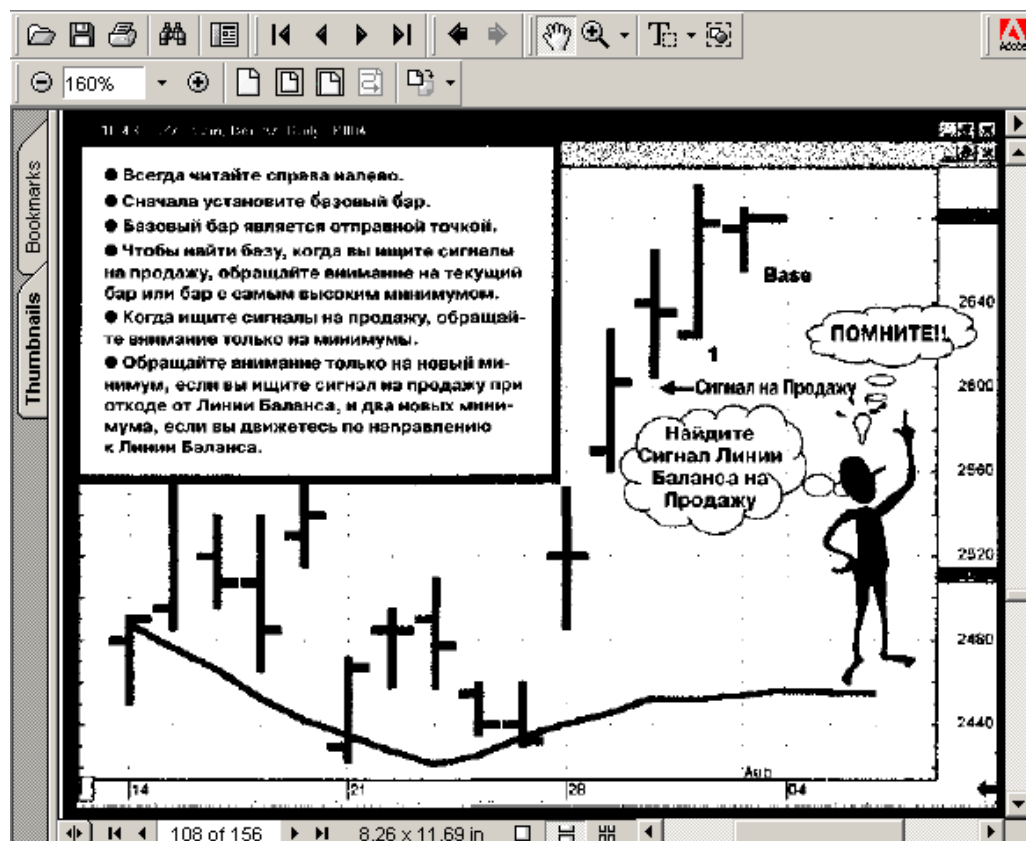 Adobe
160%
Bookmarks
Thumbnails
● Всегда читайте справа налево.
● Сначала установите базовый бар.
● Базовый бар является отправной точкой.
● Чтобы найти базу, когда вы ищите сигналы
на продажу, обращайте внимание на текущий
бар или бар с самым высоким минимумом.
● Когда ищите сигналы на продажу, обращай-
те внимание только на минимумы.
● Обращайте внимание только на новый ми-
нимум, если вы ищите сигнал на продажу при
отходе от Линии Баланса, и два новых мини-
мума, если вы движетесь по направлению
к Линии Баланса.
Base
1
Сигнал на Продажу
ПОМНИТЕ!!
Найдите
Сигнал Линии
Баланса на
Продажу
2640
2600
2560
2520
2480
2440
14
21
28
Aug
04
108 of 156
8.26 x 11.69 in